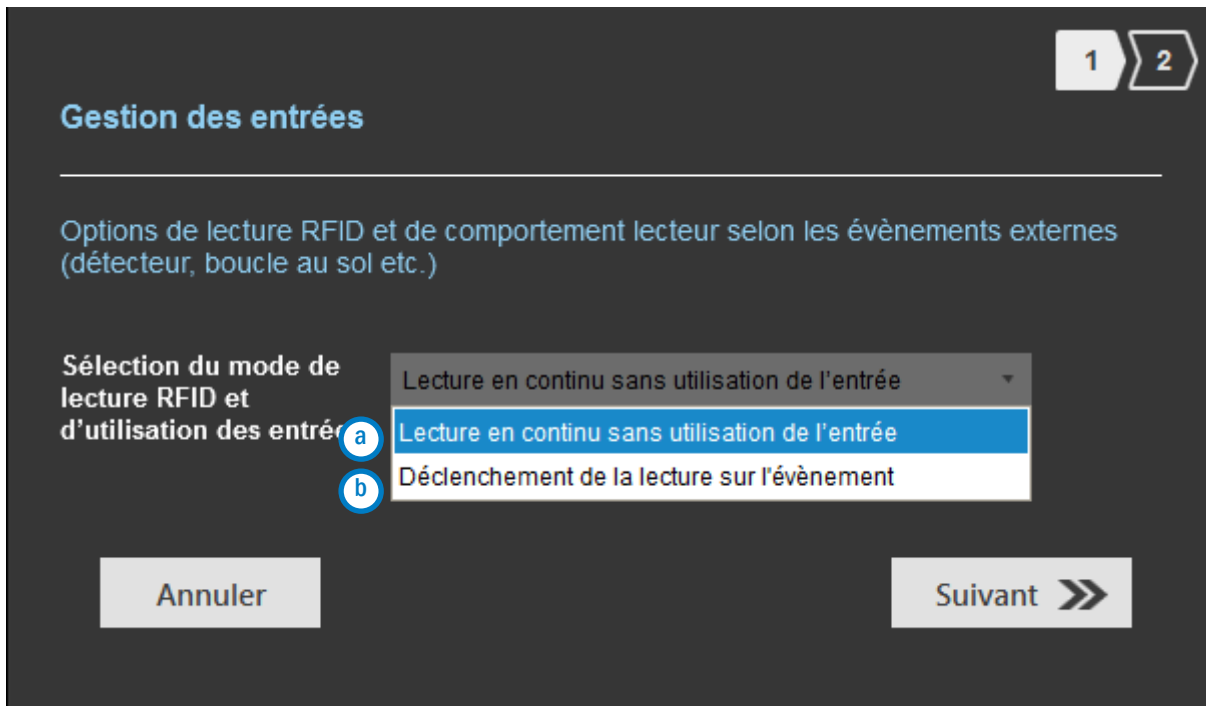 1 2
Gestion des entrées
Options de lecture RFID et de comportement lecteur selon les évènements externes
(détecteur, boucle au sol etc.)
Sélection du mode de
lecture RFID et
d’utilisation des entrée
Lecture en continu sans utilisation de l’entrée
a Lecture en continu sans utilisation de l’entrée
b Déclenchement de la lecture sur l'évènement
Annuler
Suivant